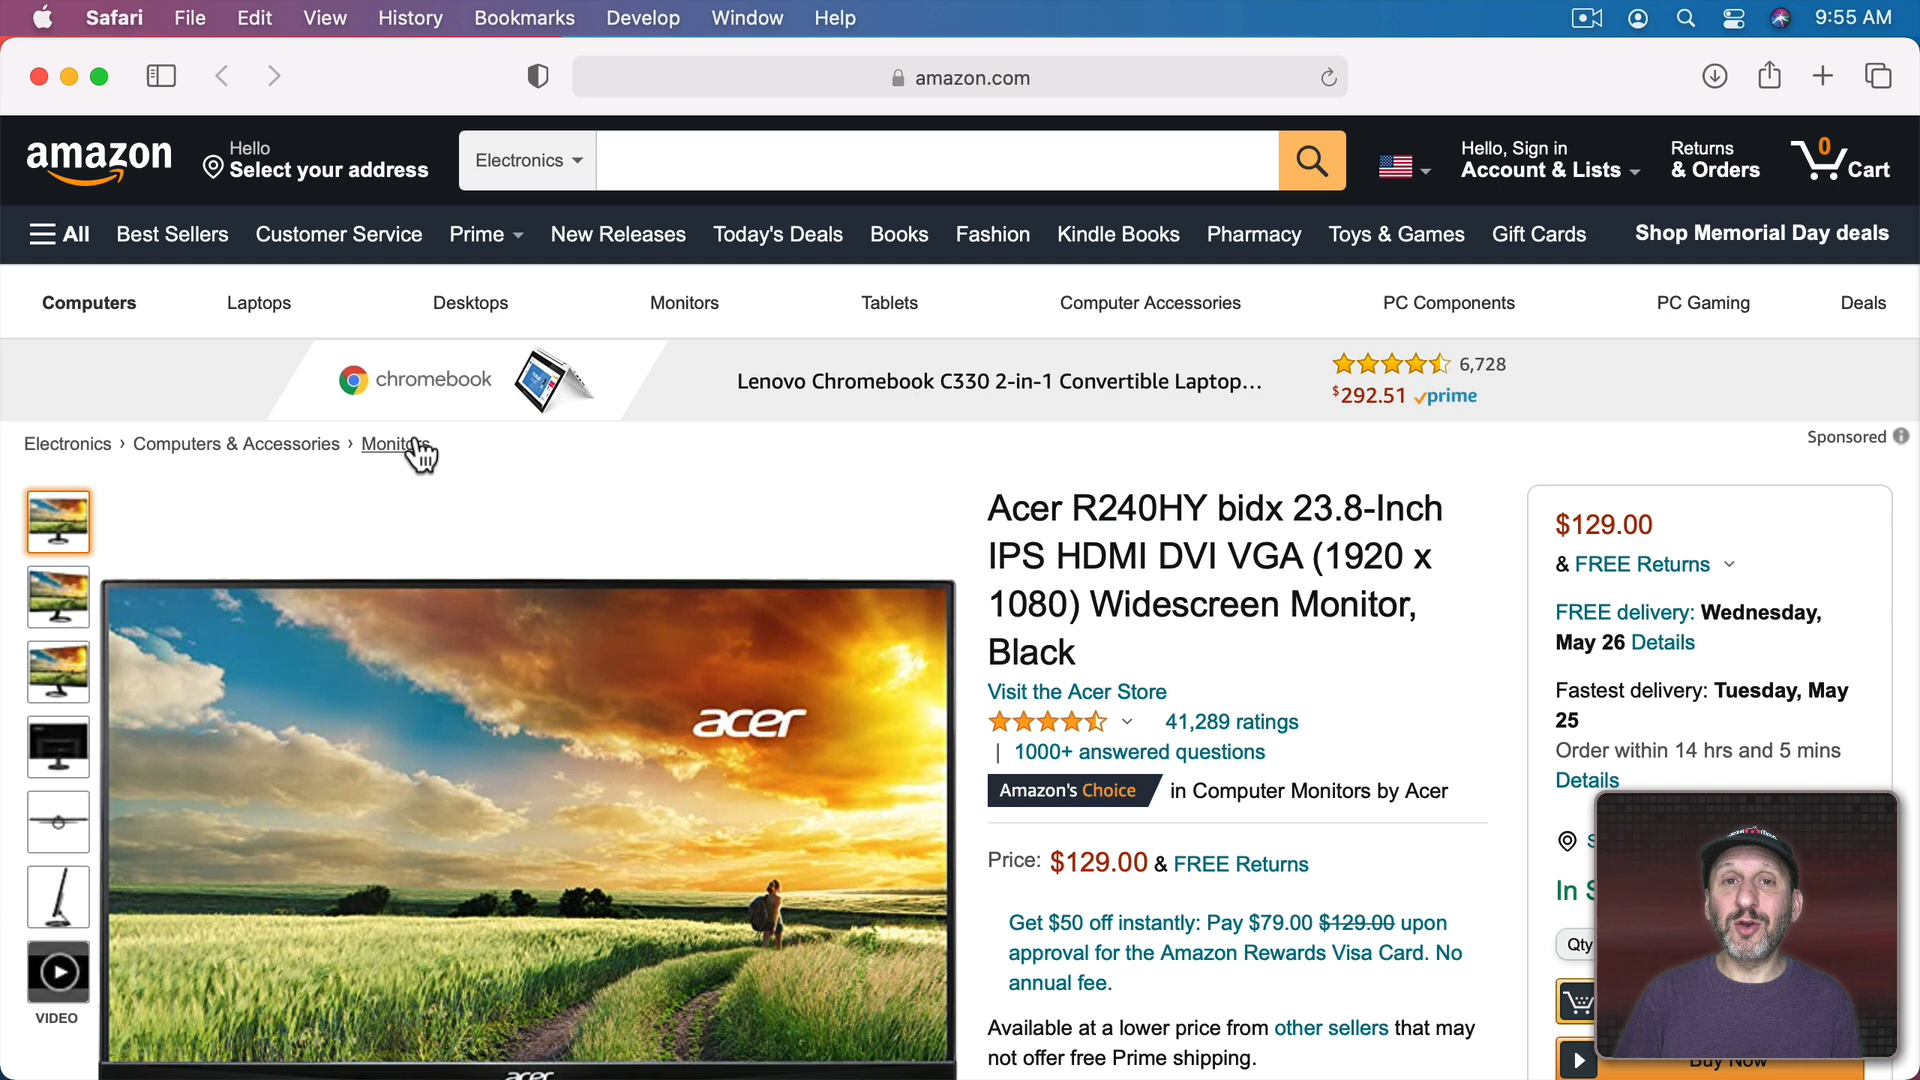 Safari File Edit View History Bookmarks Develop Window Help 9:55 AM
amazon.com
amazon
Hello
Select your address
Electronics
Hello, Sign in
Account & Lists
Returns
& Orders
0
Cart
All Best Sellers Customer Service Prime New Releases Today's Deals Books Fashion Kindle Books Pharmacy Toys & Games Gift Cards Shop Memorial Day deals
Computers Laptops Desktops Monitors Tablets Computer Accessories PC Components PC Gaming Deals
chromebook
Lenovo Chromebook C330 2-in-1 Convertible Laptop...
6,728
$292.51 prime
Electronics › Computers & Accessories › Monitors
Sponsored
Acer R240HY bidx 23.8-Inch
IPS HDMI DVI VGA (1920 x
1080) Widescreen Monitor,
Black
Visit the Acer Store
41,289 ratings
| 1000+ answered questions
Amazon's Choice in Computer Monitors by Acer
Price: $129.00 & FREE Returns
Get $50 off instantly: Pay $79.00 $129.00 upon
approval for the Amazon Rewards Visa Card. No
annual fee.
Available at a lower price from other sellers that may
not offer free Prime shipping.
$129.00
& FREE Returns
FREE delivery: Wednesday,
May 26 Details
Fastest delivery: Tuesday, May
25
Order within 14 hrs and 5 mins
Details
In
Qty
Buy Now
acer
acer
VIDEO